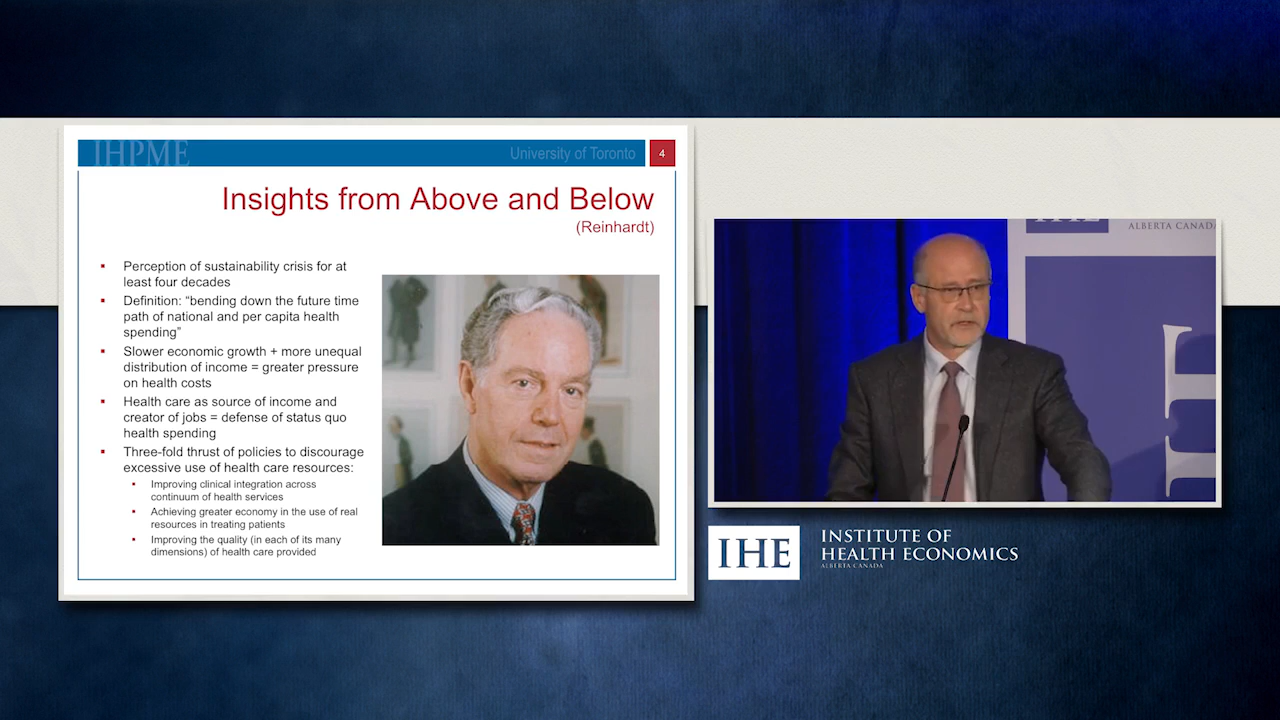 IHPME
University of Toronto
4
Insights from Above and Below
(Reinhardt)
▪ Perception of sustainability crisis for at
least four decades
▪ Definition: “bending down the future time
path of national and per capita health
spending”
▪ Slower economic growth + more unequal
distribution of income = greater pressure
on health costs
▪ Health care as source of income and
creator of jobs = defense of status quo
health spending
▪ Three-fold thrust of policies to discourage
excessive use of health care resources:
▪ Improving clinical integration across
continuum of health services
▪ Achieving greater economy in the use of real
resources in treating patients
▪ Improving the quality (in each of its many
dimensions) of health care provided
IHE
ALBERTA CANADA
IHE
INSTITUTE OF
HEALTH ECONOMICS
ALBERTA CANADA